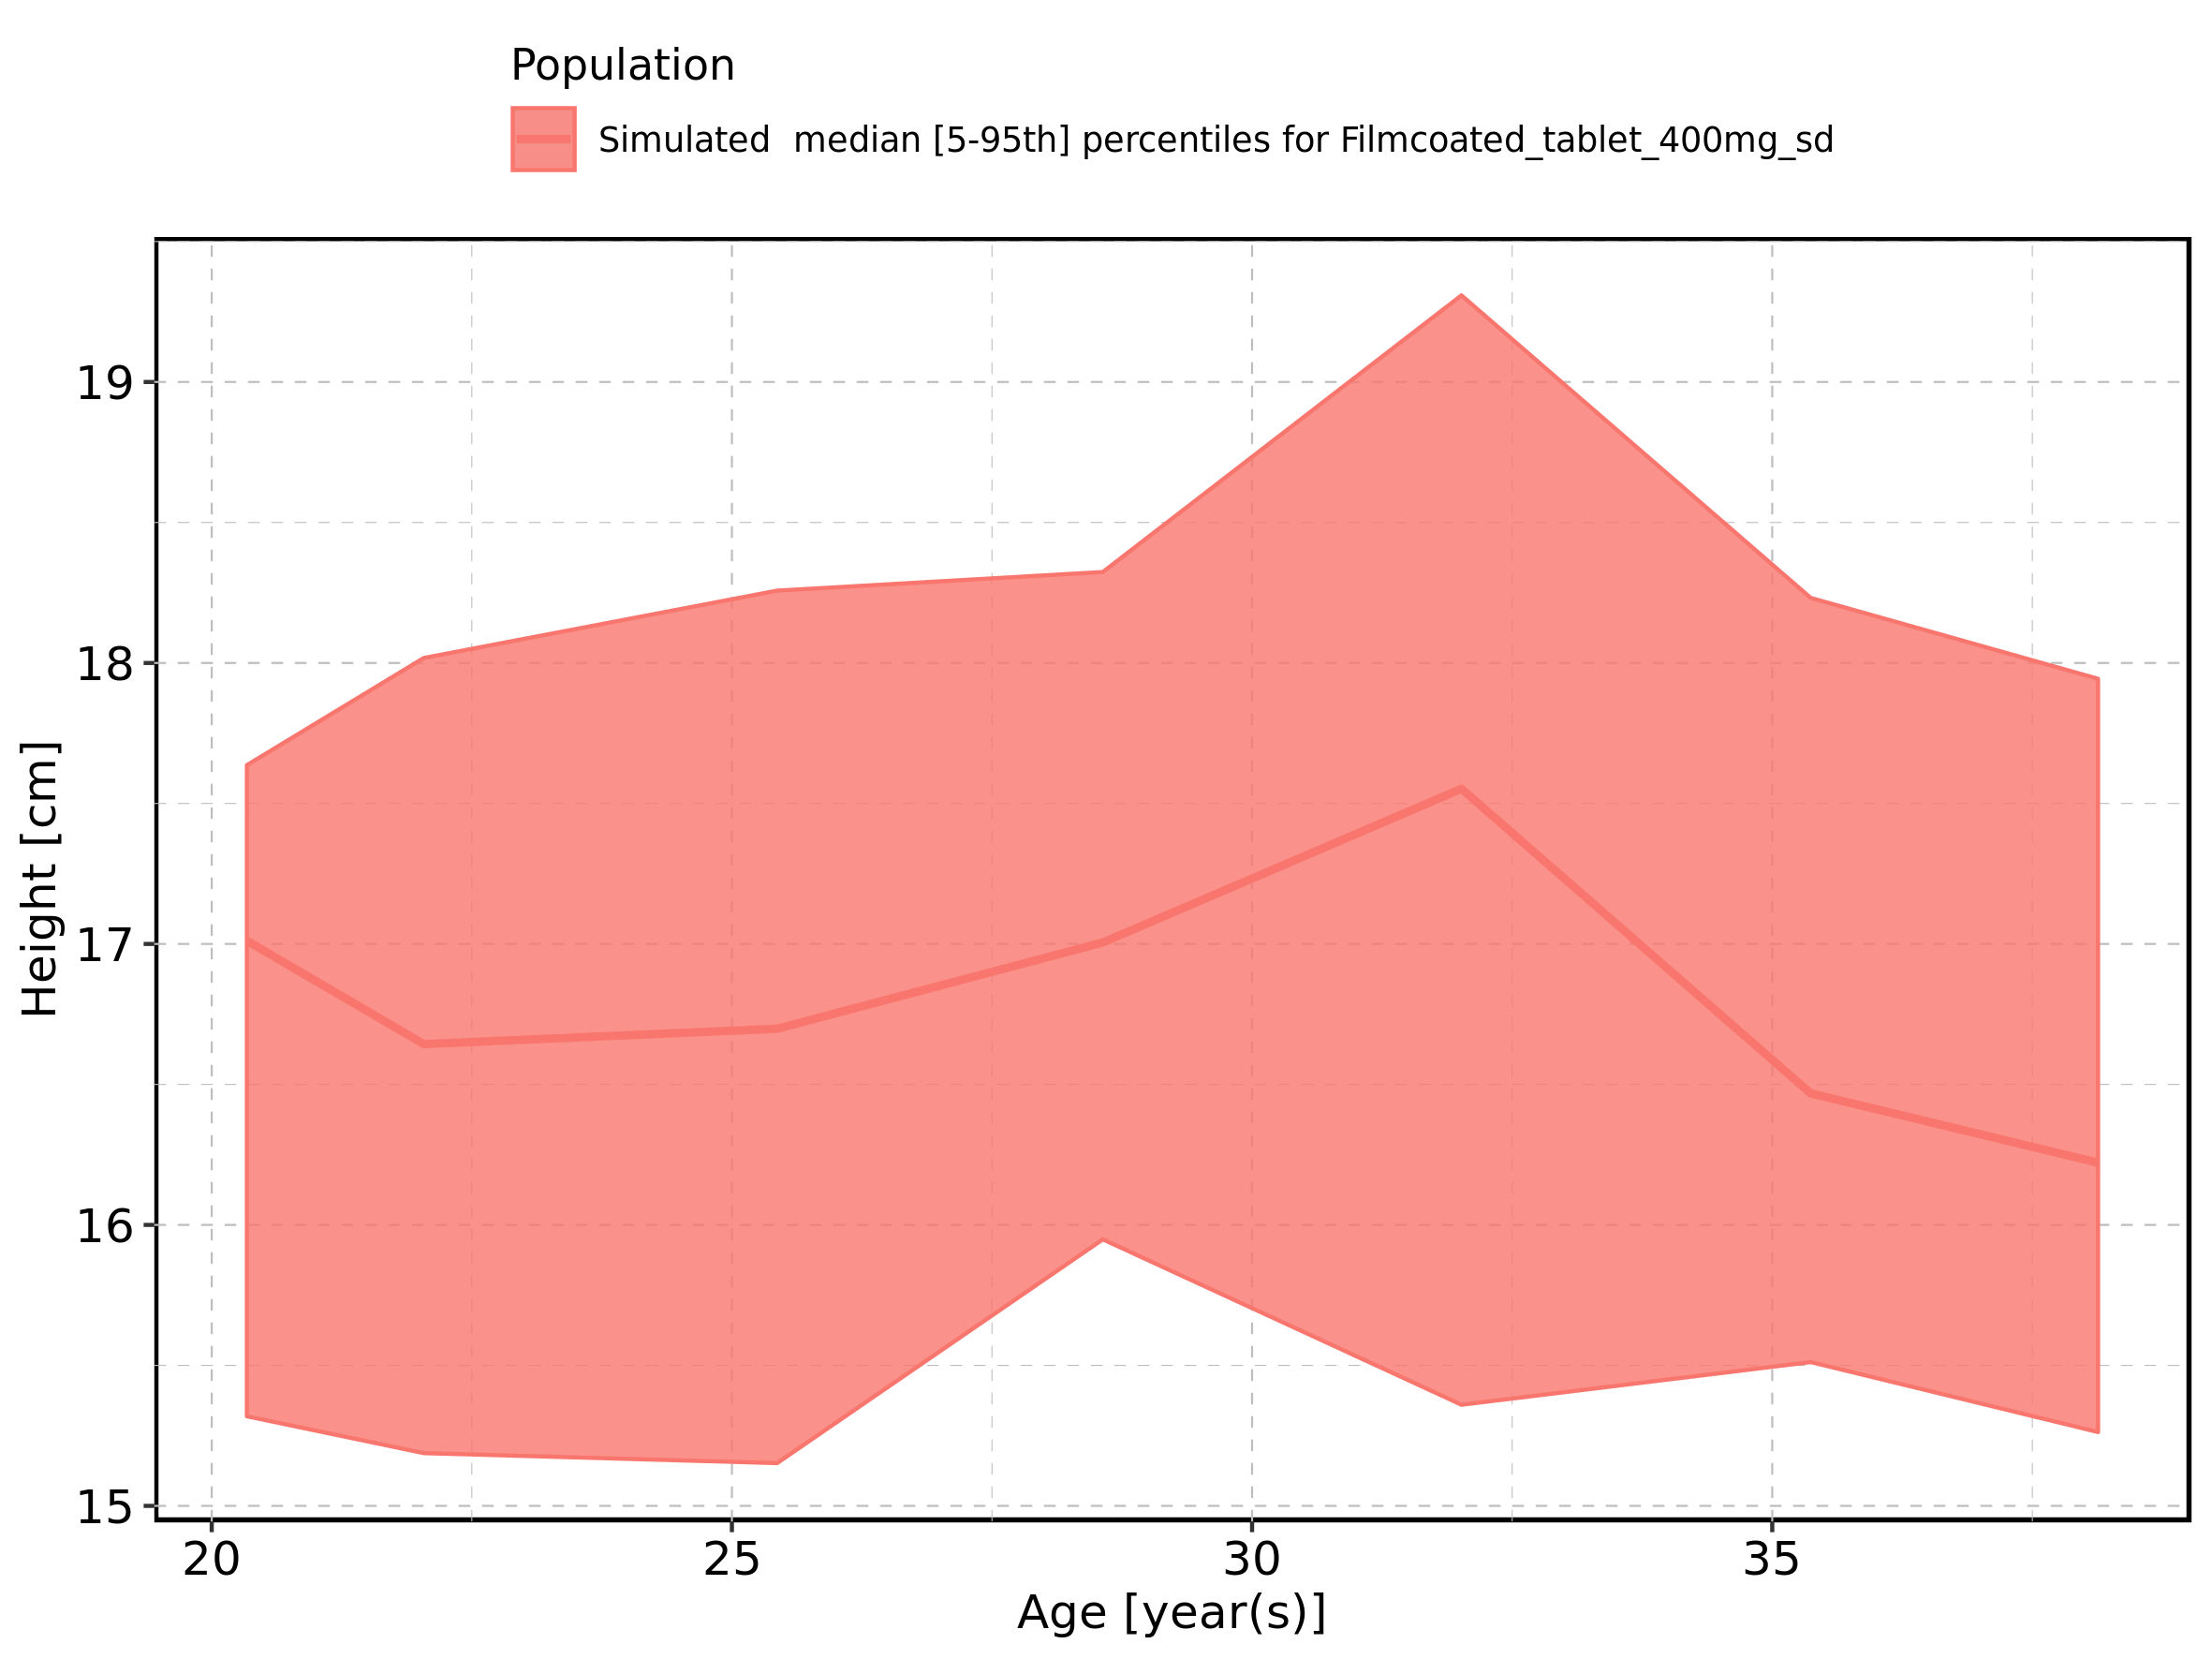 Population
Simulated  median [5-95th] percentiles for Filmcoated_tablet_400mg_sd
19
18
17
16
15
Height [cm]
20 25 30 35
Age [year(s)]